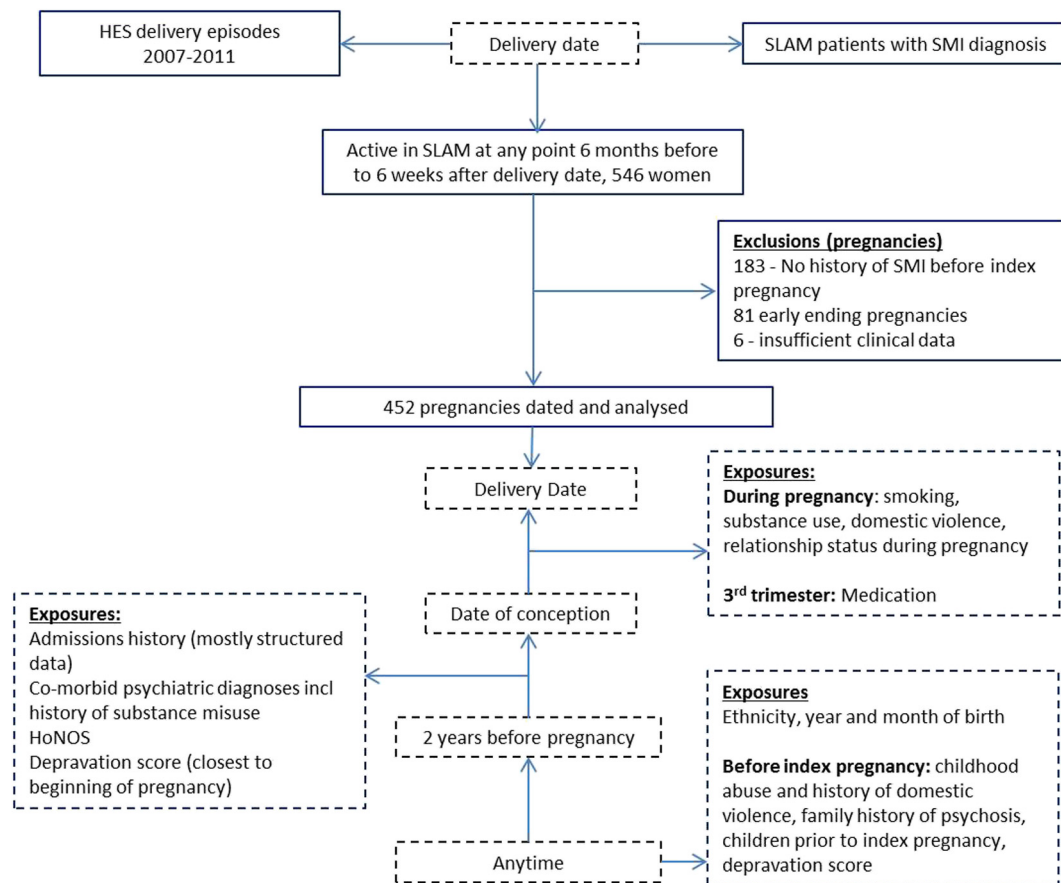 HES delivery episodes
2007-2011
Delivery date
SLAM patients with SMI diagnosis
Active in SLAM at any point 6 months before
to 6 weeks after delivery date, 546 women
Exclusions (pregnancies)
183 - No history of SMI before index
pregnancy
81 early ending pregnancies
6 - insufficient clinical data
452 pregnancies dated and analysed
Delivery Date
Exposures:
During pregnancy: smoking,
substance use, domestic violence,
relationship status during pregnancy
3rd trimester: Medication
Date of conception
Exposures:
Admissions history (mostly structured
data)
Co-morbid psychiatric diagnoses incl
history of substance misuse
HoNOS
Depravation score (closest to
beginning of pregnancy)
2 years before pregnancy
Exposures
Ethnicity, year and month of birth
Before index pregnancy: childhood
abuse and history of domestic
violence, family history of psychosis,
children prior to index pregnancy,
depravation score
Anytime